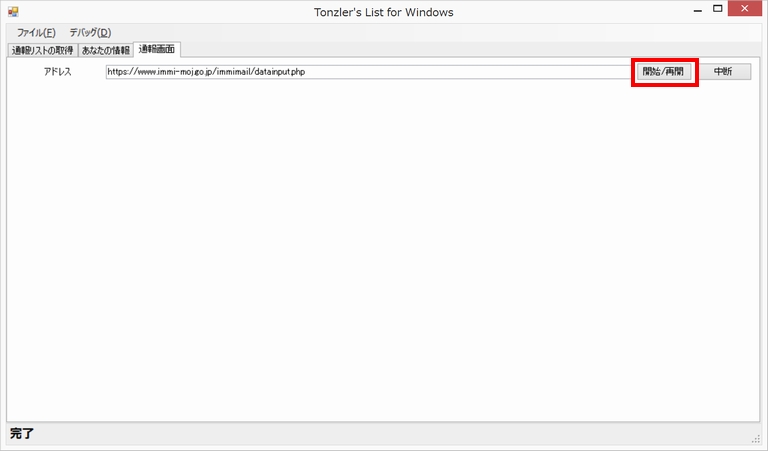 Tonzler's List for Windows
ファイル(F) デバッグ(D)
通報リストの取得 あなたの情報 通報画面
アドレス https://www.immi-moj.go.jp/immimail/datainput.php 開始/再開 中断
完了